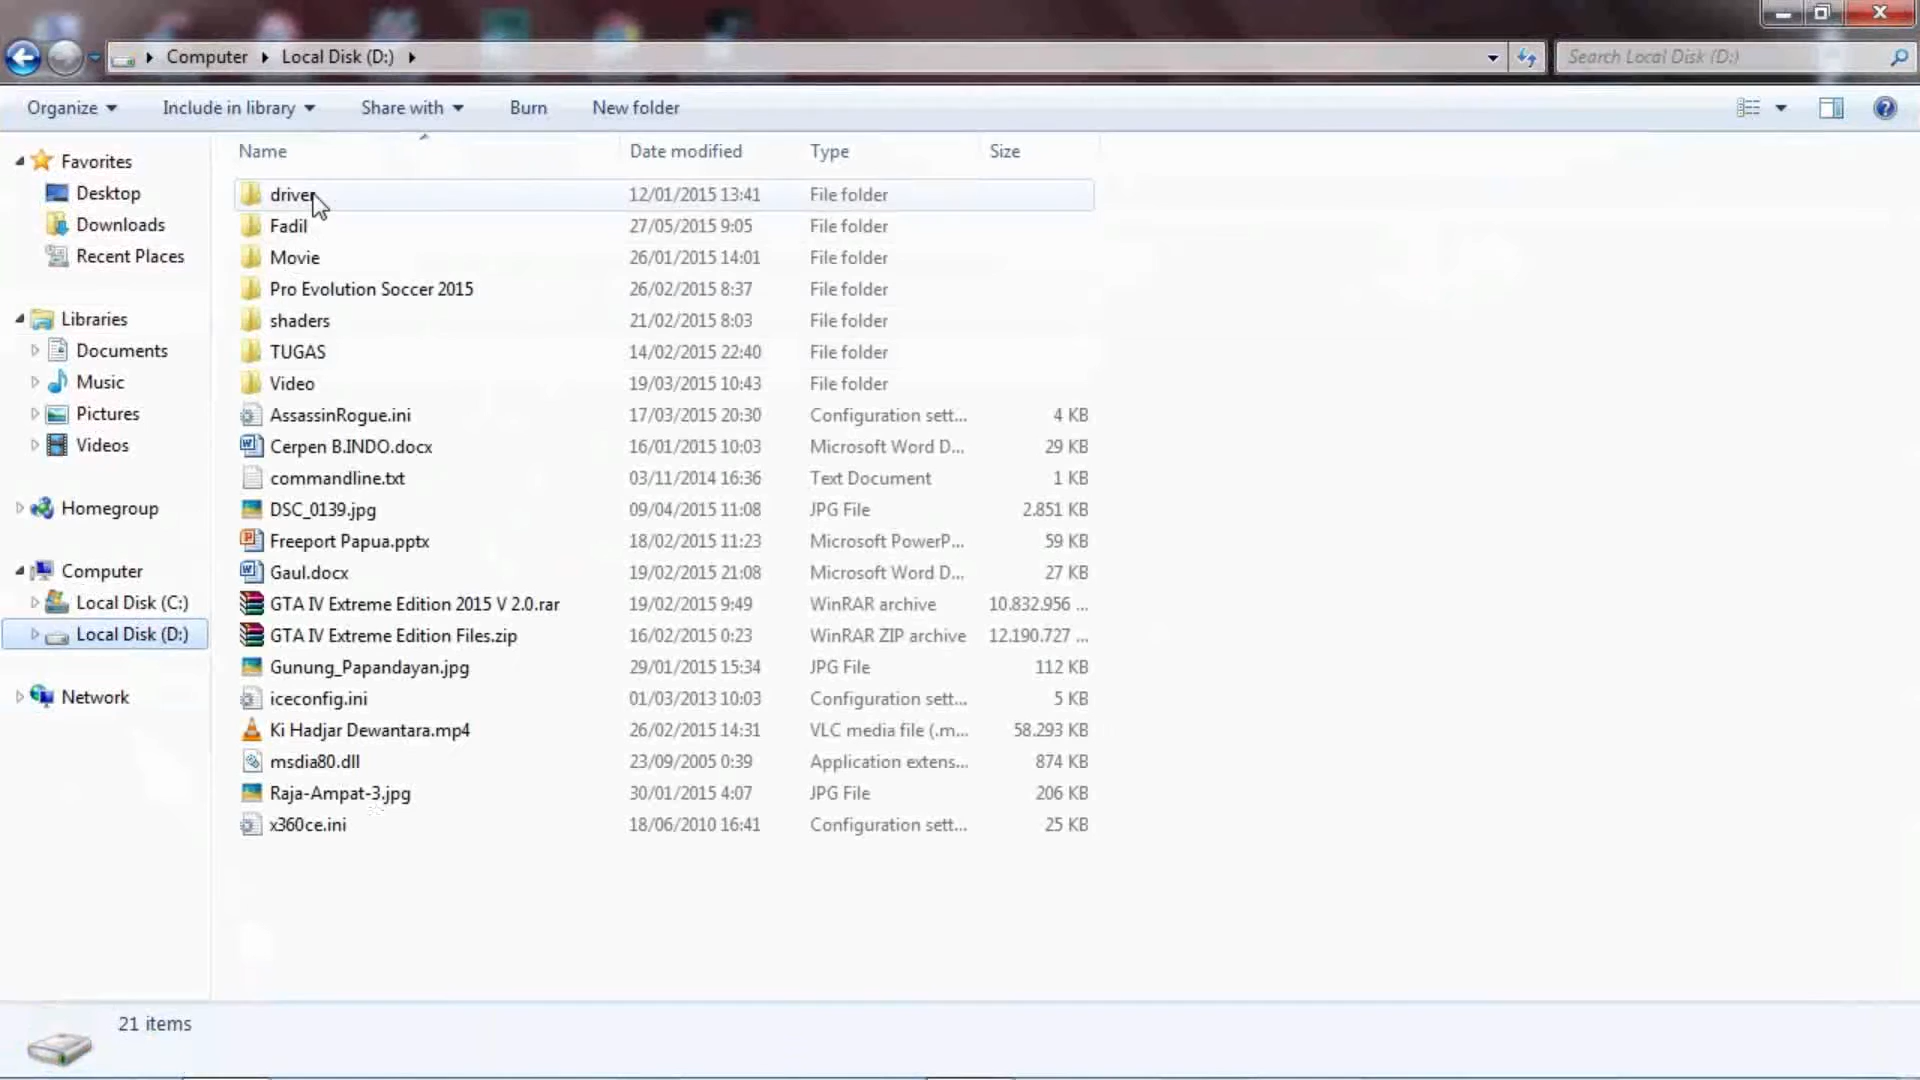 Computer Local Disk (D:)
Search Local Disk (D:)
Organize Include in library Share with Burn New folder
Name Date modified Type Size
Favorites
Desktop
Downloads
Recent Places
Libraries
Documents
Music
Pictures
Videos
Homegroup
Computer
Local Disk (C:)
Local Disk (D:)
Network
driver 12/01/2015 13:41 File folder
Fadil 27/05/2015 9:05 File folder
Movie 26/01/2015 14:01 File folder
Pro Evolution Soccer 2015 26/02/2015 8:37 File folder
shaders 21/02/2015 8:03 File folder
TUGAS 14/02/2015 22:40 File folder
Video 19/03/2015 10:43 File folder
AssassinRogue.ini 17/03/2015 20:30 Configuration sett... 4 KB
Cerpen B.INDO.docx 16/01/2015 10:03 Microsoft Word D... 29 KB
commandline.txt 03/11/2014 16:36 Text Document 1 KB
DSC_0139.jpg 09/04/2015 11:08 JPG File 2.851 KB
Freeport Papua.pptx 18/02/2015 11:23 Microsoft PowerP... 59 KB
Gaul.docx 19/02/2015 21:08 Microsoft Word D... 27 KB
GTA IV Extreme Edition 2015 V 2.0.rar 19/02/2015 9:49 WinRAR archive 10.832.956 ...
GTA IV Extreme Edition Files.zip 16/02/2015 0:23 WinRAR ZIP archive 12.190.727 ...
Gunung_Papandayan.jpg 29/01/2015 15:34 JPG File 112 KB
iceconfig.ini 01/03/2013 10:03 Configuration sett... 5 KB
Ki Hadjar Dewantara.mp4 26/02/2015 14:31 VLC media file (.m... 58.293 KB
msdia80.dll 23/09/2005 0:39 Application extens... 874 KB
Raja-Ampat-3.jpg 30/01/2015 4:07 JPG File 206 KB
x360ce.ini 18/06/2010 16:41 Configuration sett... 25 KB
21 items